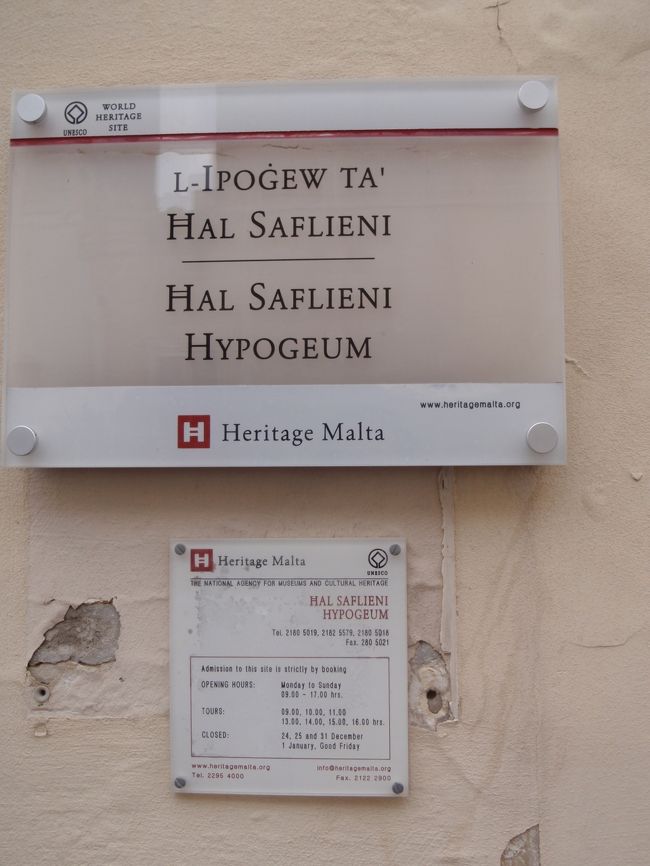 UNESCO
WORLD
HERITAGE
SITE
L-IPOĠEW TA'
ĦAL SAFLIENI
ĦAL SAFLIENI
HYPOGEUM
www.heritagemalta.org
Heritage Malta
Heritage Malta
UNESCO
THE NATIONAL AGENCY FOR MUSEUMS AND CULTURAL HERITAGE
ĦAL SAFLIENI
HYPOGEUM
Tel. 2180 5019, 2182 5579, 2180 5018
Fax. 280 5021
Admission to this site is strictly by booking
OPENING HOURS: Monday to Sunday
09.00 - 17.00 hrs.
TOURS: 09.00, 10.00, 11.00
13.00, 14.00, 15.00, 16.00 hrs.
CLOSED: 24, 25 and 31 December
1 January, Good Friday
www.heritagemalta.org info@heritagemalta.org
Tel. 2295 4000 Fax. 2122 2900